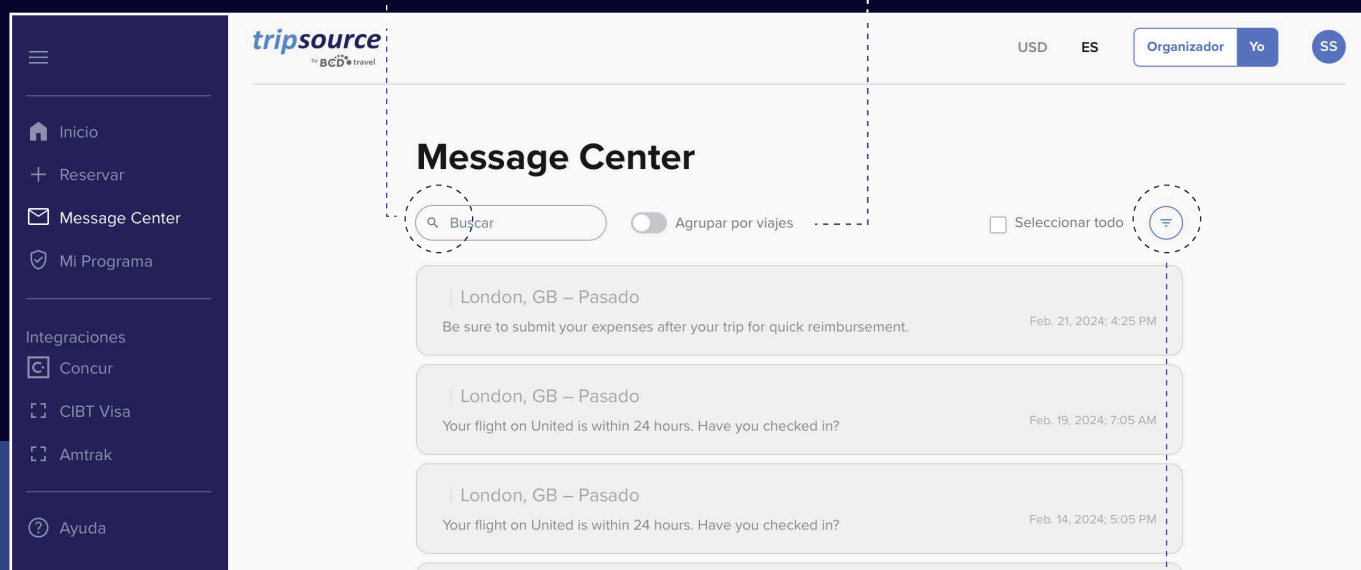 tripsource
by BCD travel
USD
ES
Organizador
Yo
SS
Inicio
Reservar
Message Center
Mi Programa
Integraciones
Concur
CIBT Visa
Amtrak
Ayuda
Message Center
Buscar
Agrupar por viajes
Seleccionar todo
London, GB – Pasado
Be sure to submit your expenses after your trip for quick reimbursement.
Feb. 21, 2024; 4:25 PM
London, GB – Pasado
Your flight on United is within 24 hours. Have you checked in?
Feb. 19, 2024; 7:05 AM
London, GB – Pasado
Your flight on United is within 24 hours. Have you checked in?
Feb. 14, 2024; 5:05 PM